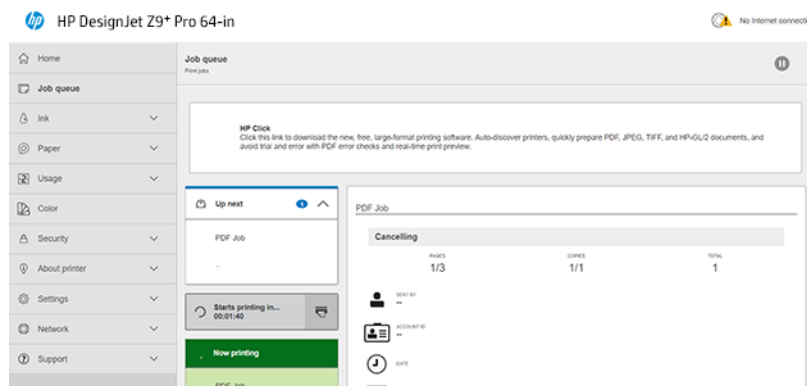 hp HP DesignJet Z9+ Pro 64-in
No Internet connecti
Home
Job queue
Ink
Paper
Usage
Color
Security
About printer
Settings
Network
Support
Job queue
Print jobs
HP Click
Click this link to download the new, free, large-format printing software. Auto-discover printers, quickly prepare PDF, JPEG, TIFF, and HP-GL/2 documents, and
avoid trial and error with PDF error checks and real-time print preview.
Up next 1
PDF Job
--
Starts printing in...
00:01:40
Now printing
PDF Job
PDF Job
Cancelling
PAGES COPIES TOTAL
1/3 1/1 1
SENT BY
--
ACCOUNT ID
--
DATE